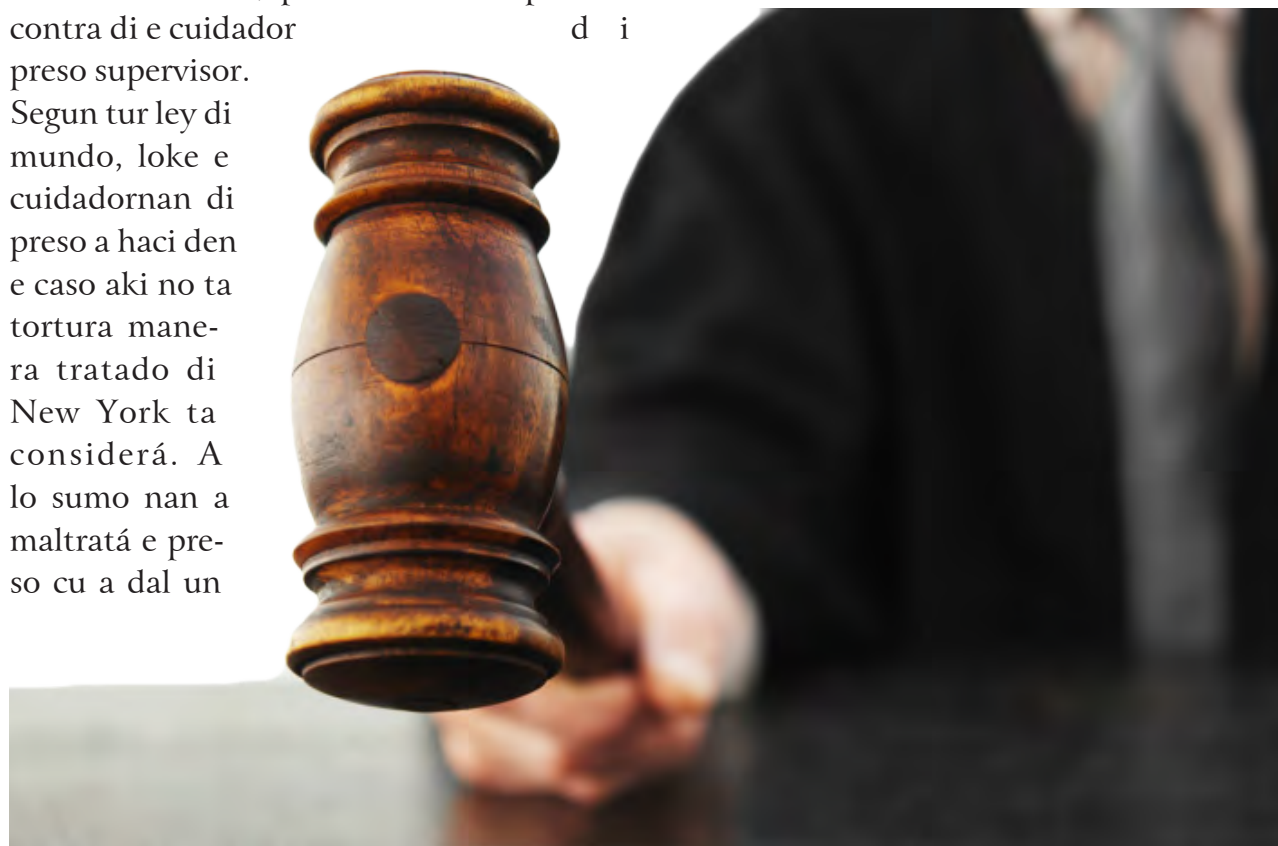 contra di e cuidador d i
preso supervisor.
Segun tur ley di
mundo, loke e
cuidadornan di
preso a haci den
e caso aki no ta
tortura mane-
ra tratado di
New York ta
considerá. A
lo sumo nan a
maltratá e pre-
so cu a dal un